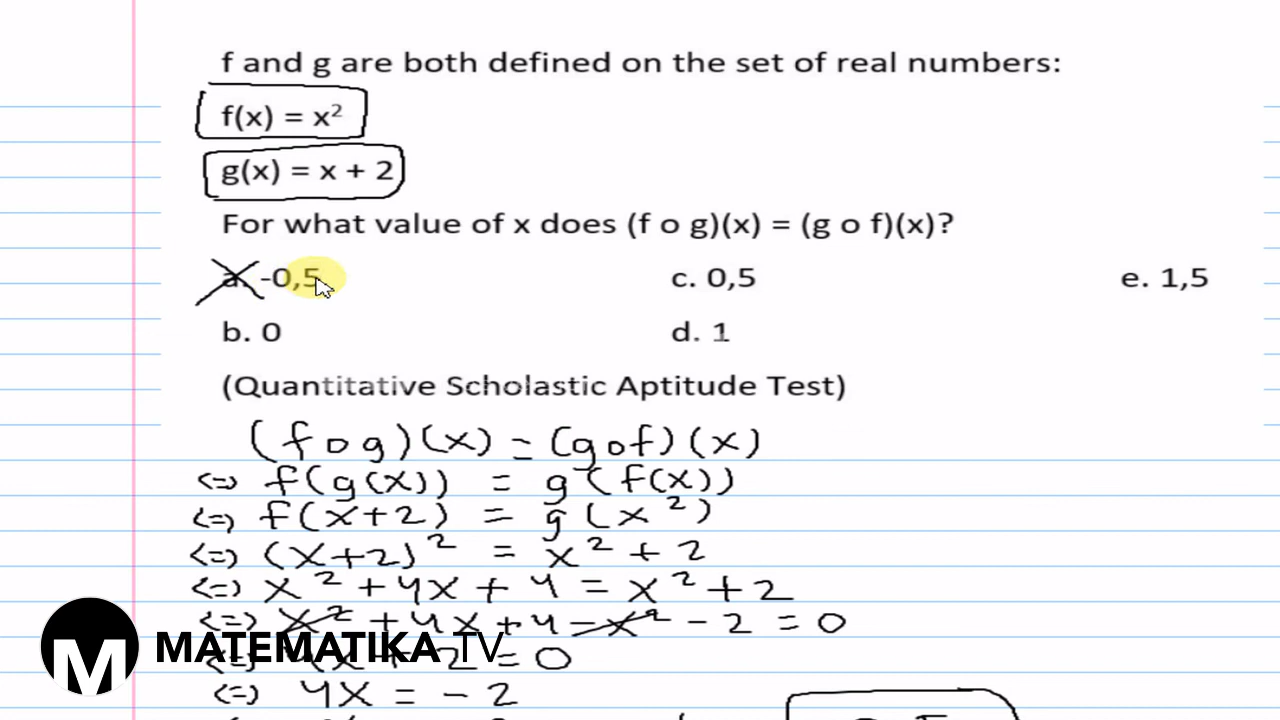 f and g are both defined on the set of real numbers:
f(x) = x²
g(x) = x + 2
For what value of x does (f o g)(x) = (g o f)(x)?
a. -0,5 c. 0,5 e. 1,5
b. 0 d. 1
(Quantitative Scholastic Aptitude Test)
(f o g)(x) = (g o f)(x)
<=> f(g(x)) = g(f(x))
<=> f(x+2) = g(x²)
<=> (x+2)² = x² + 2
<=> x² + 4x + 4 = x² + 2
<=> x² + 4x + 4 - x² - 2 = 0
<=> 4x + 2 = 0
<=> 4x = - 2
MATEMATIKA TV
M